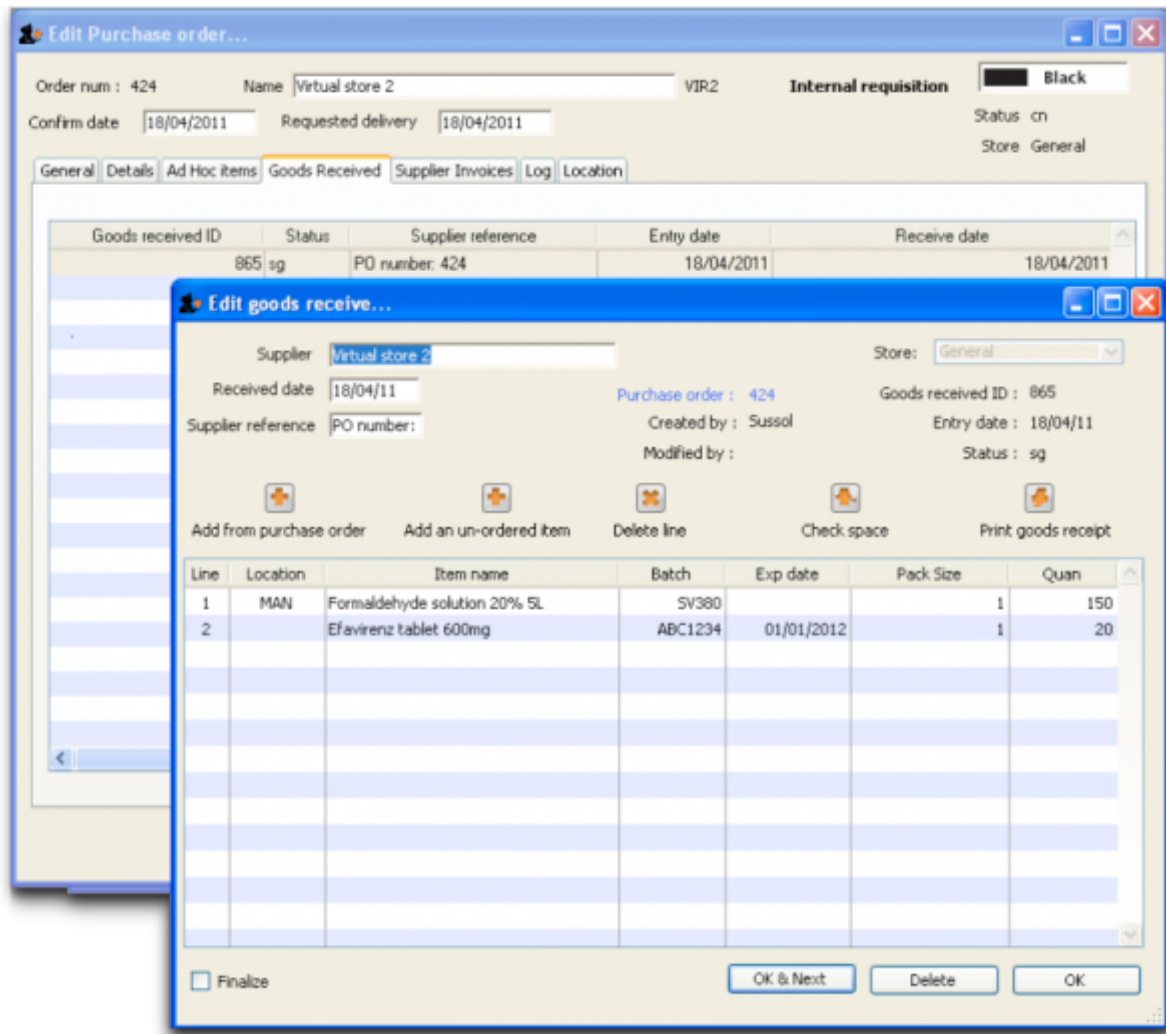 Edit Purchase order...
Order num : 424 Name Virtual store 2 VIR2 Internal requisition Black
Confirm date 18/04/2011 Requested delivery 18/04/2011 Status cn
Store General
General Details Ad Hoc items Goods Received Supplier Invoices Log Location
Goods received ID Status Supplier reference Entry date Receive date
865 sg PO number: 424 18/04/2011 18/04/2011
Edit goods receive...
Supplier Virtual store 2 Store: General
Received date 18/04/11 Purchase order : 424 Goods received ID : 865
Supplier reference PO number: Created by : Sussol Entry date : 18/04/11
Modified by : Status : sg
Add from purchase order Add an un-ordered item Delete line Check space Print goods receipt
Line Location Item name Batch Exp date Pack Size Quan
1 MAN Formaldehyde solution 20% 5L SV380 1 150
2 Efavirenz tablet 600mg ABC1234 01/01/2012 1 20
Finalize OK & Next Delete OK